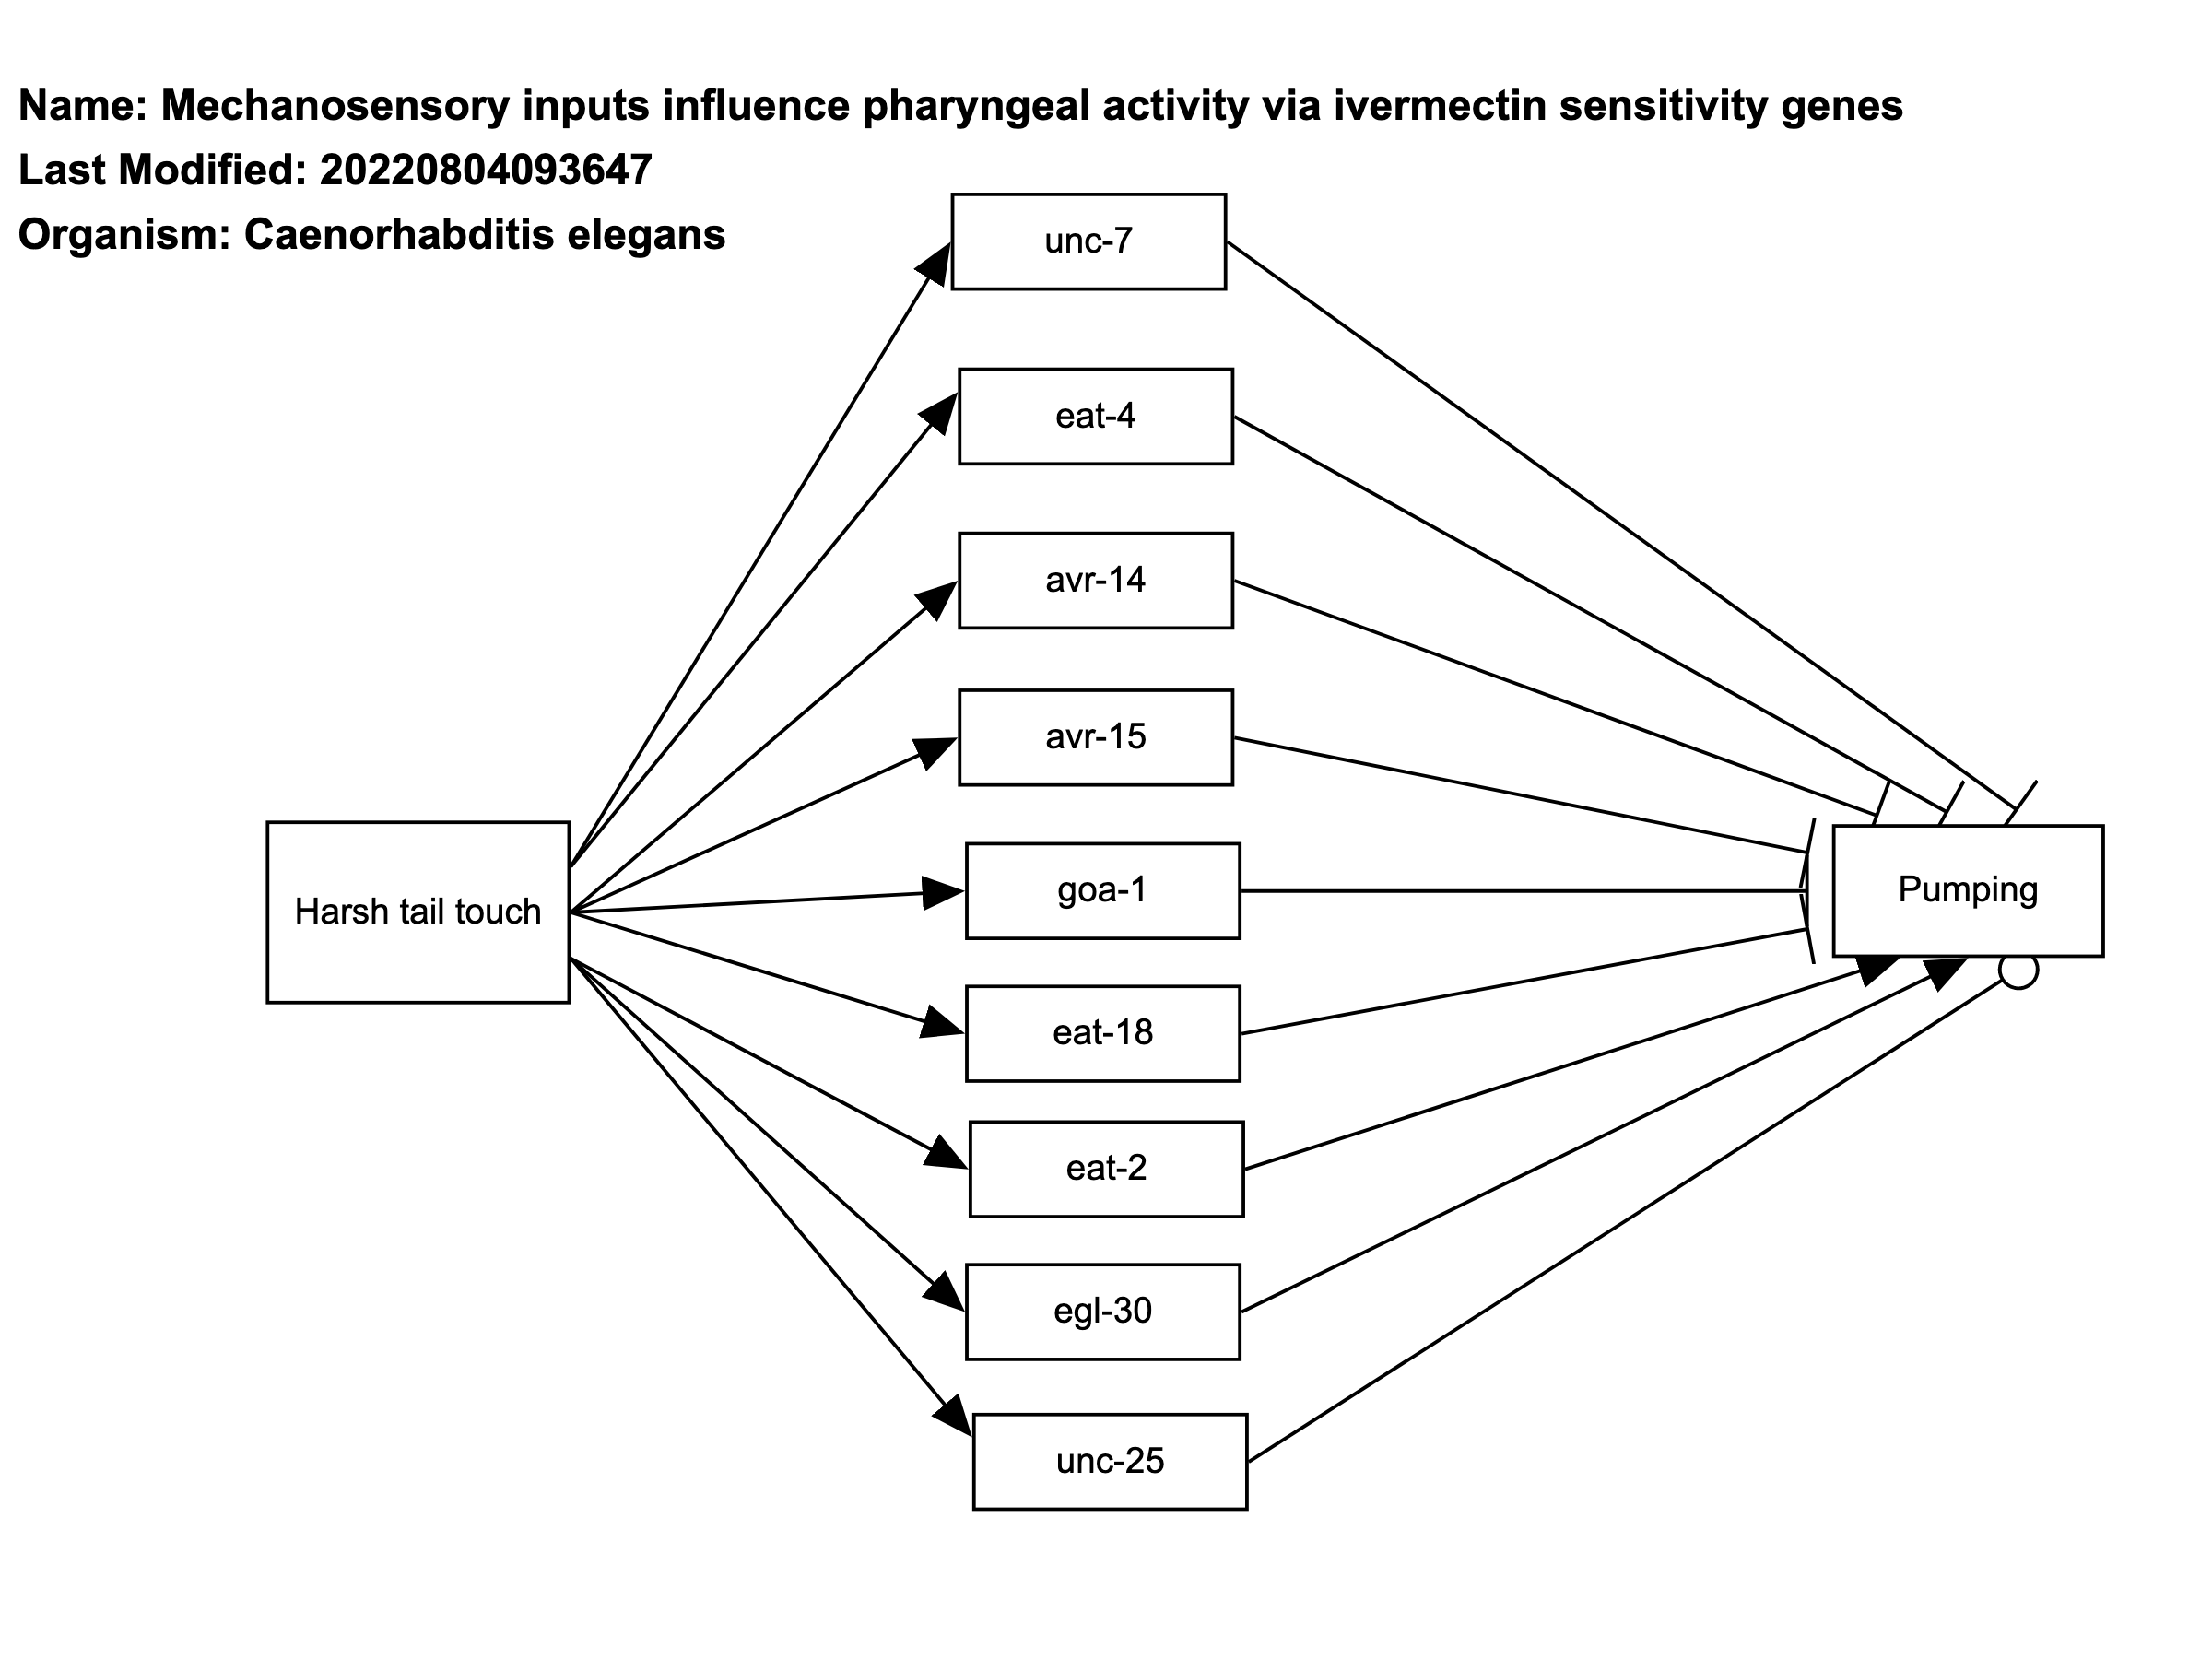 Name: Mechanosensory inputs influence pharyngeal activity via ivermectin sensitivity genes
Last Modified: 20220804093647
Organism: Caenorhabditis elegans
unc-7
eat-4
avr-14
avr-15
goa-1
Pumping
Harsh tail touch
eat-18
eat-2
egl-30
unc-25